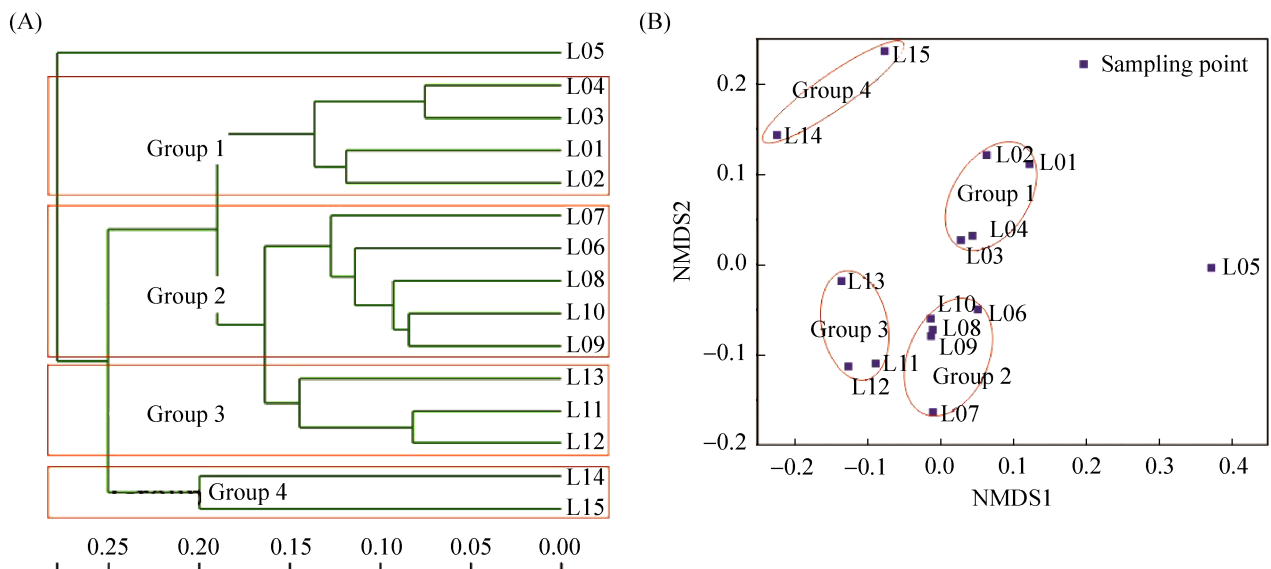 (A)
L05
L04
L03
Group 1
L01
L02
L07
L06
L08
Group 2
L10
L09
L13
Group 3
L11
L12
L14
Group 4
L15
0.25 0.20 0.15 0.10 0.05 0.00
(B)
Sampling point
L15
Group 4
L14
L02
L01
Group 1
L04
L03
L05
L13
L10
L06
Group 3
L08
L09
L11
Group 2
L12
L07
NMDS2
0.2
0.1
0.0
−0.1
−0.2
−0.2 −0.1 0.0 0.1 0.2 0.3 0.4
NMDS1